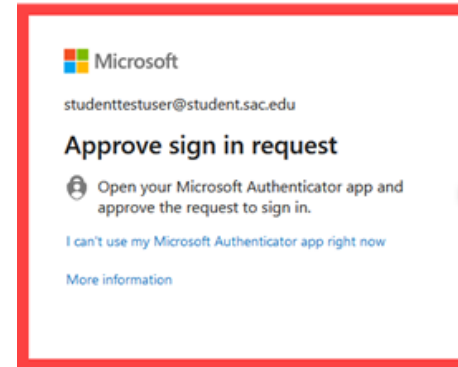 Microsoft
studenttestuser@student.sac.edu
Approve sign in request
Open your Microsoft Authenticator app and
approve the request to sign in.
I can't use my Microsoft Authenticator app right now
More information